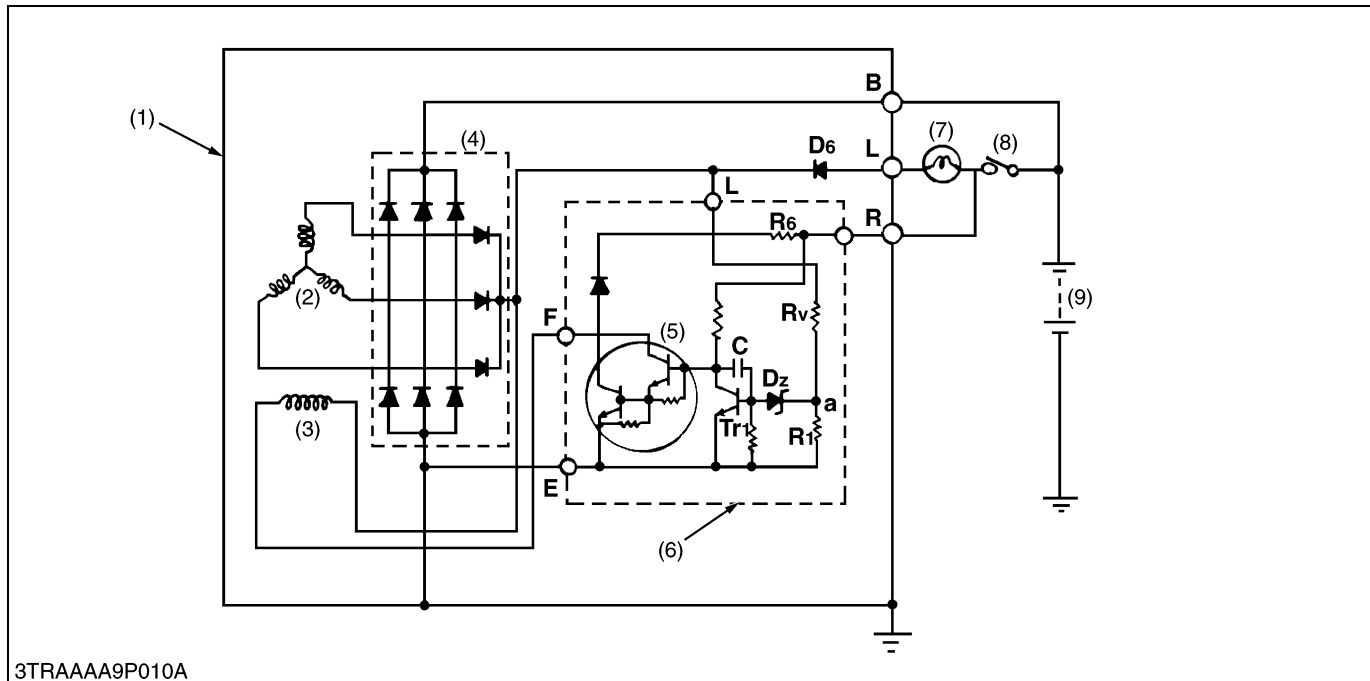 B
(1)
(7)
(8)
(4)
D6
L
L
R
R6
(2)
(9)
F
(5)
Rv
C
Dz
a
(3)
Tr1
R1
E
(6)
3TRAAAA9P010A